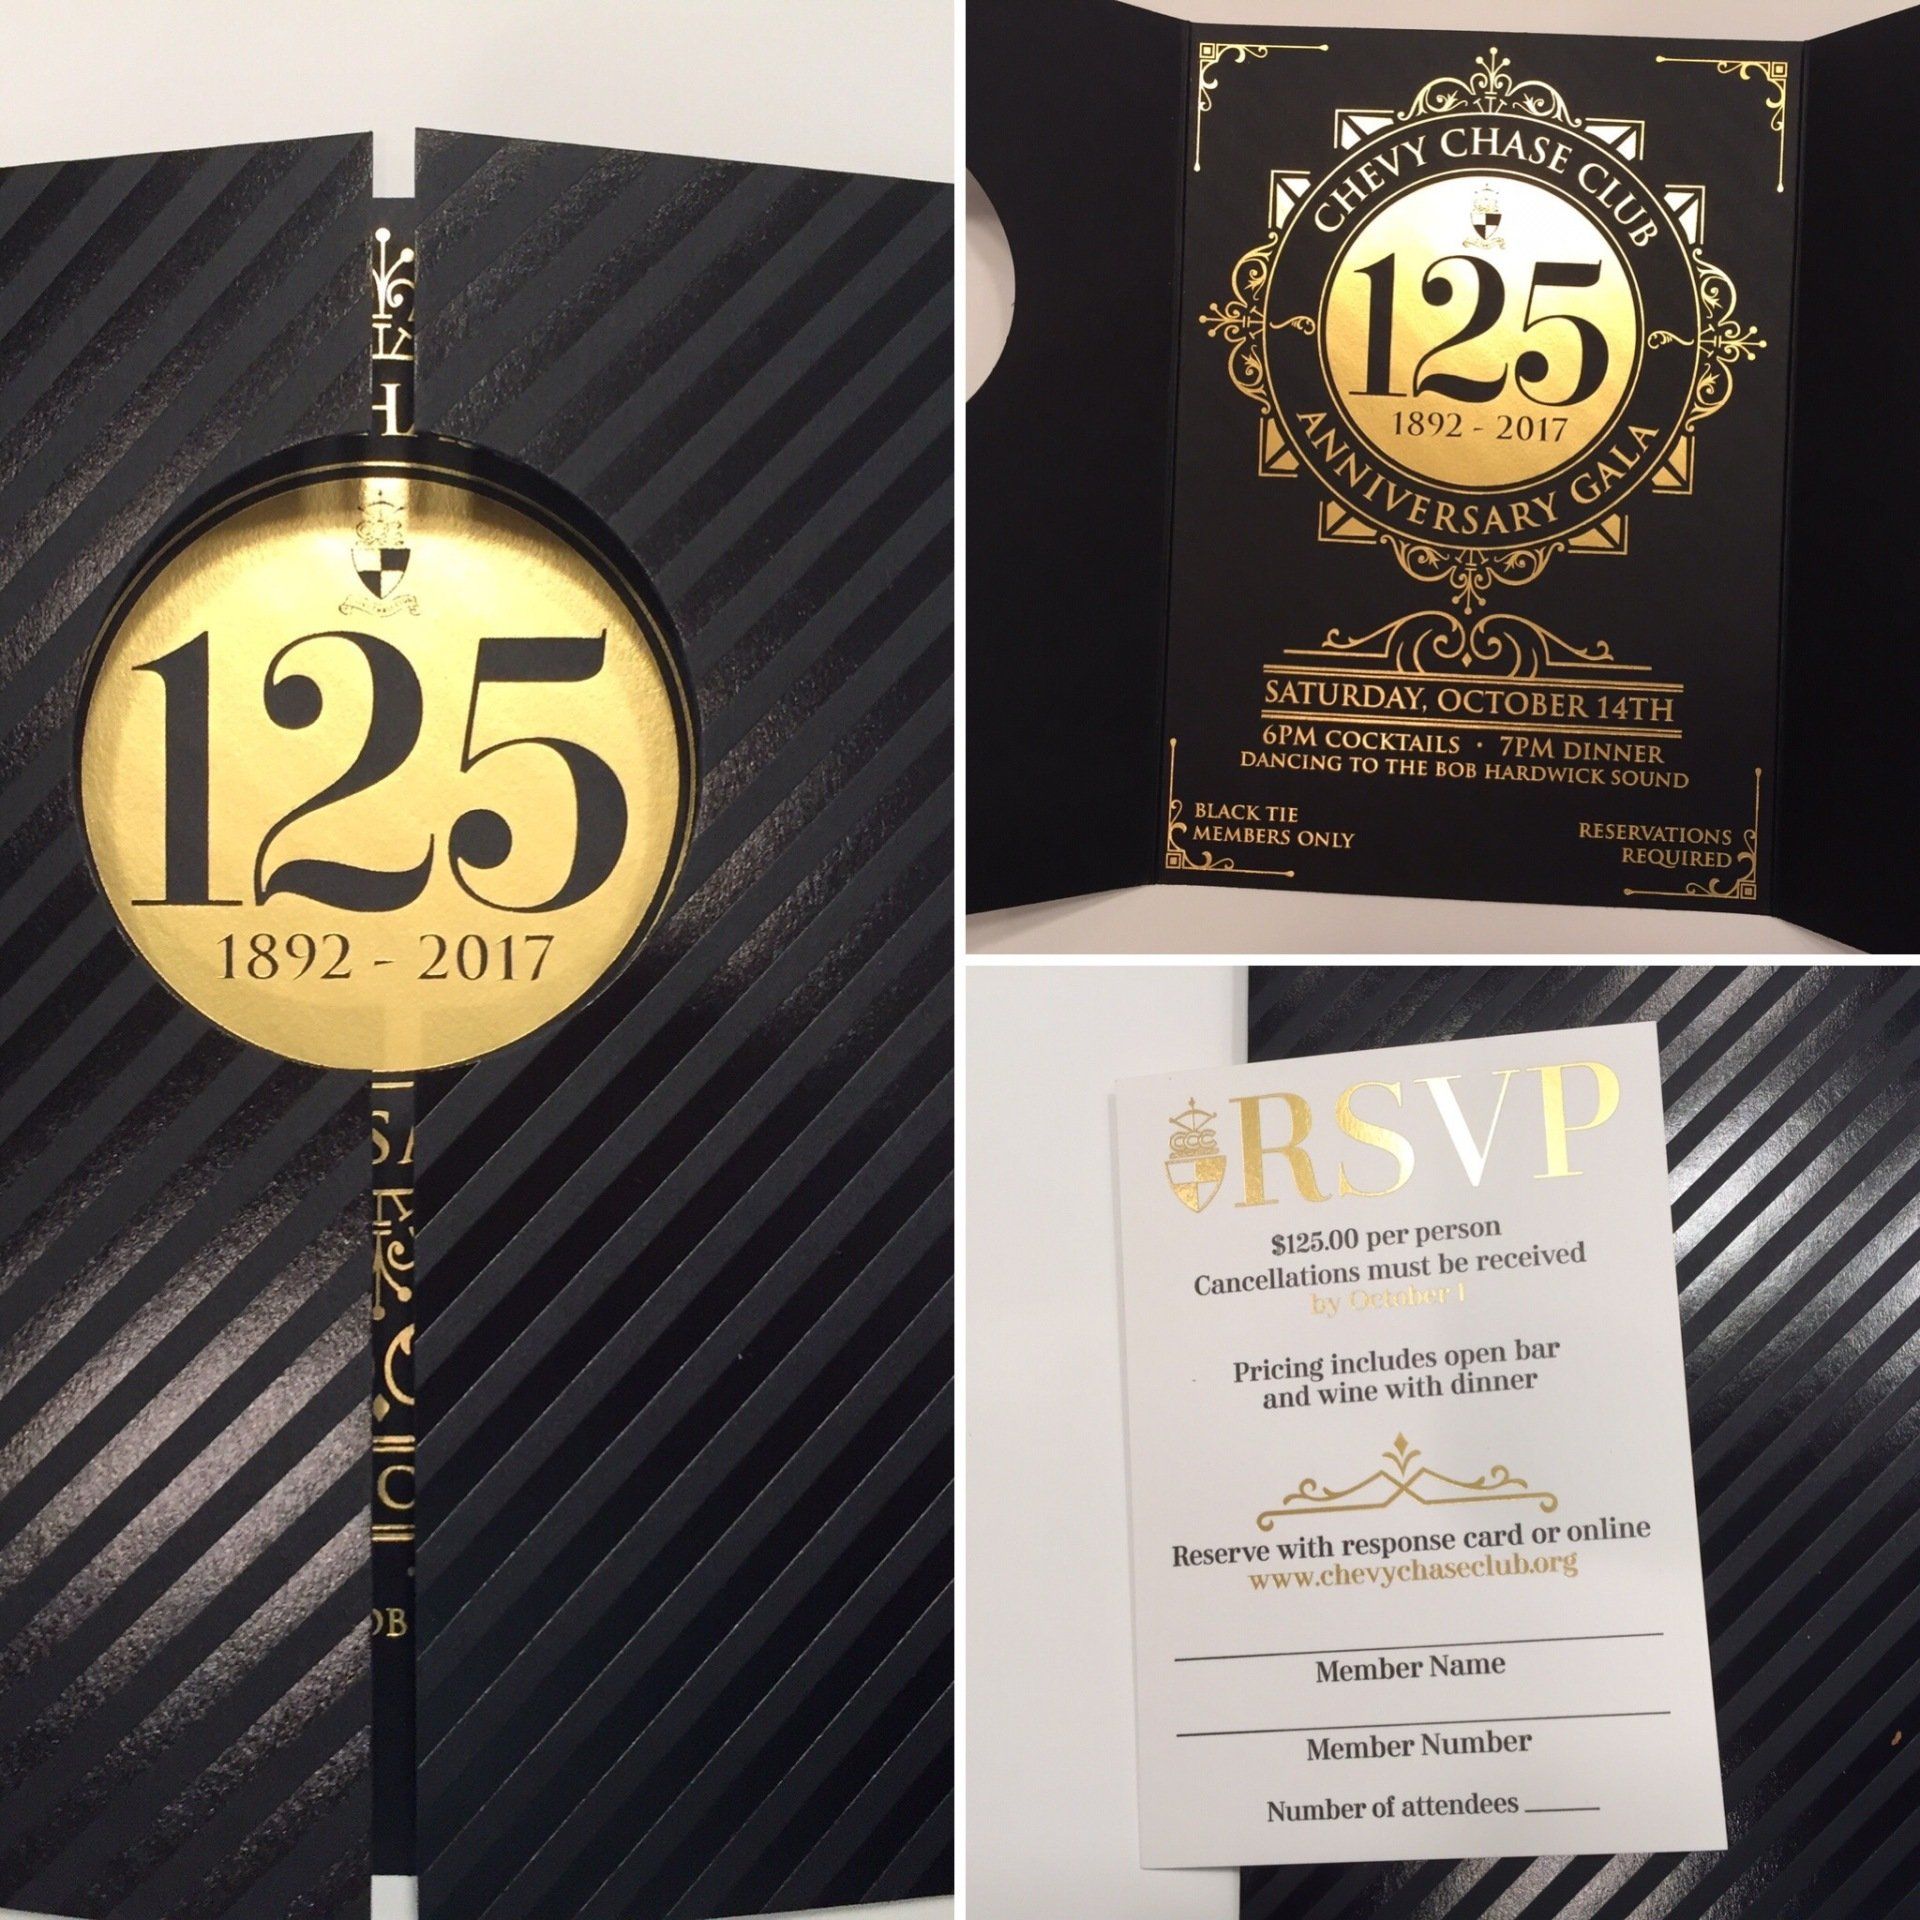 125
1892 - 2017
CHEVY CHASE CLUB
125
1892 - 2017
ANNIVERSARY GALA
SATURDAY, OCTOBER 14TH
6PM COCKTAILS • 7PM DINNER
DANCING TO THE BOB HARDWICK SOUND
BLACK TIE
MEMBERS ONLY
RESERVATIONS
REQUIRED
CCC
RSVP
$125.00 per person
Cancellations must be received
by October 1
Pricing includes open bar
and wine with dinner
Reserve with response card or online
www.chevychaseclub.org
Member Name
Member Number
Number of attendees